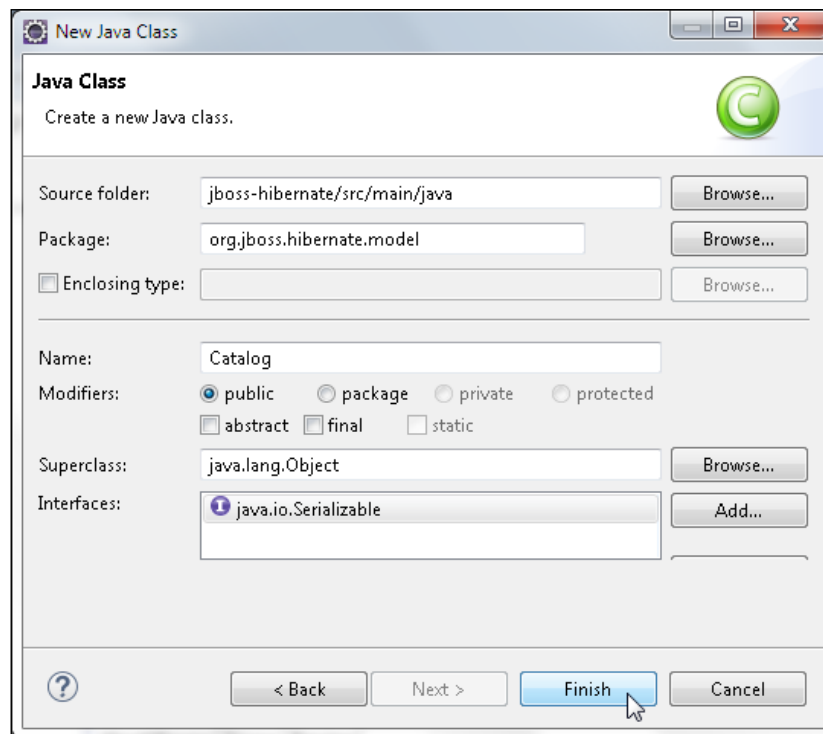 New Java Class
Java Class
Create a new Java class.
Source folder: jboss-hibernate/src/main/java Browse...
Package: org.jboss.hibernate.model Browse...
Enclosing type: Browse...
Name: Catalog
Modifiers: public package private protected
abstract final static
Superclass: java.lang.Object Browse...
Interfaces: java.io.Serializable Add...
< Back Next > Finish Cancel